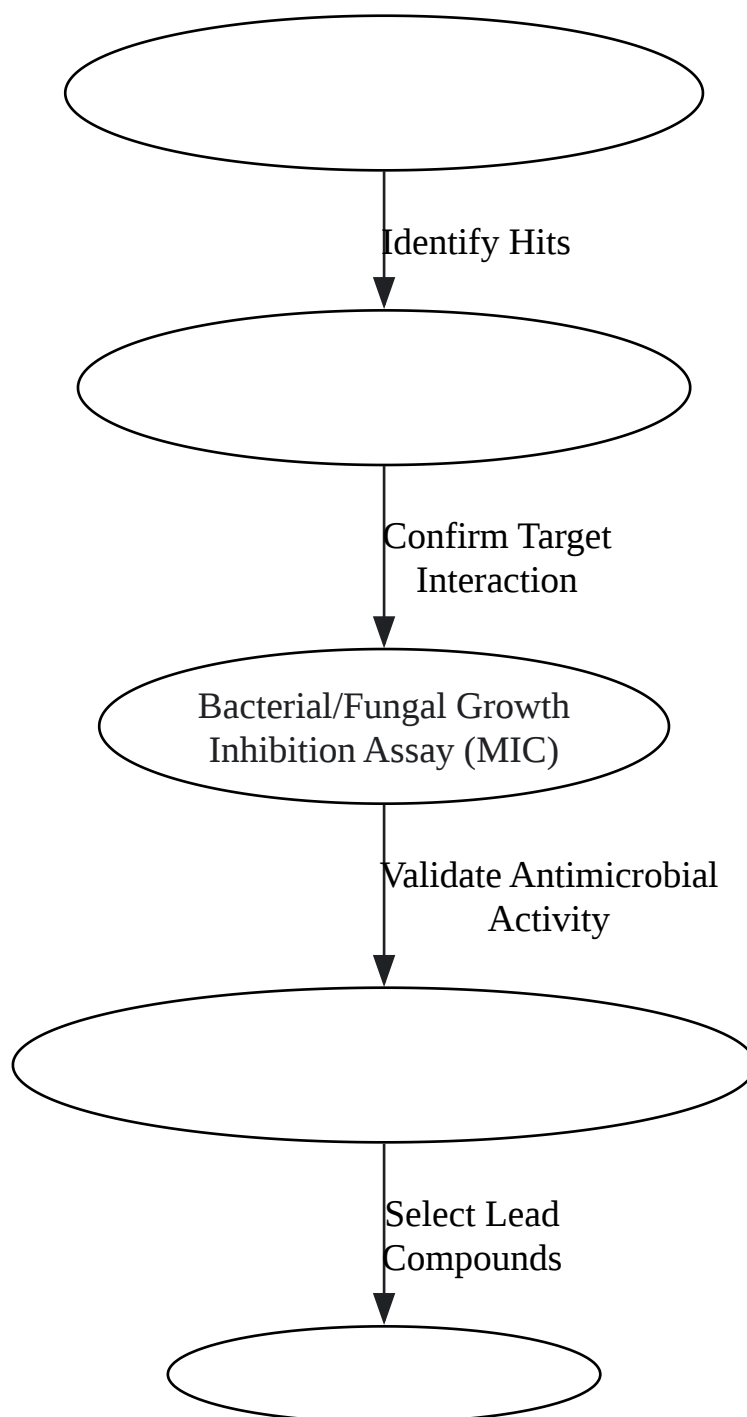 Identify Hits
Confirm Target
Interaction
Bacterial/Fungal Growth
Inhibition Assay (MIC)
Validate Antimicrobial
Activity
Select Lead
Compounds